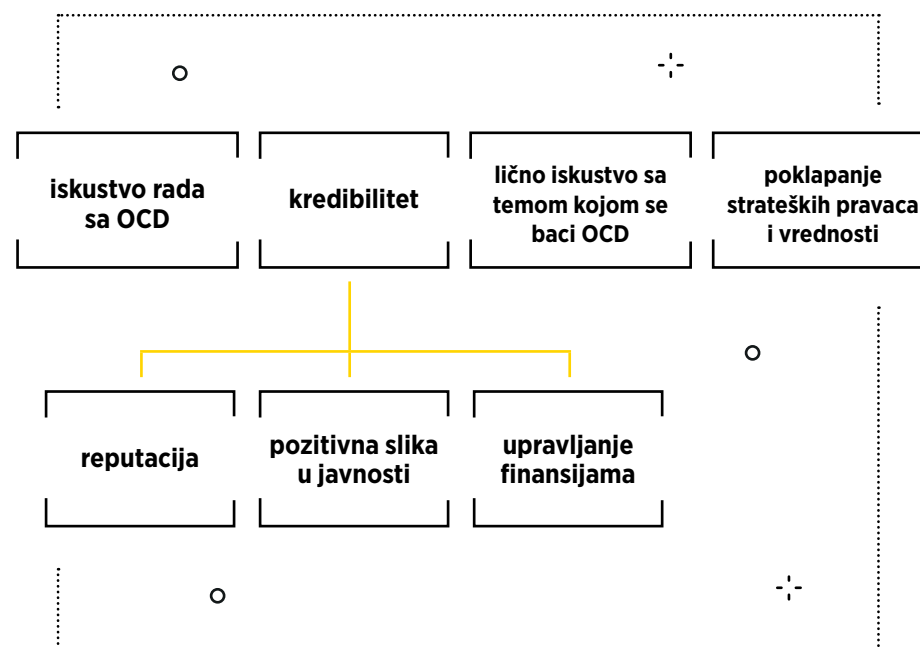 iskustvo rada
sa OCD
kredibilitet
lično iskustvo sa
temom kojom se
baci OCD
poklapanje
strateških pravaca
i vrednosti
reputacija
pozitivna slika
u javnosti
upravljanje
finansijama